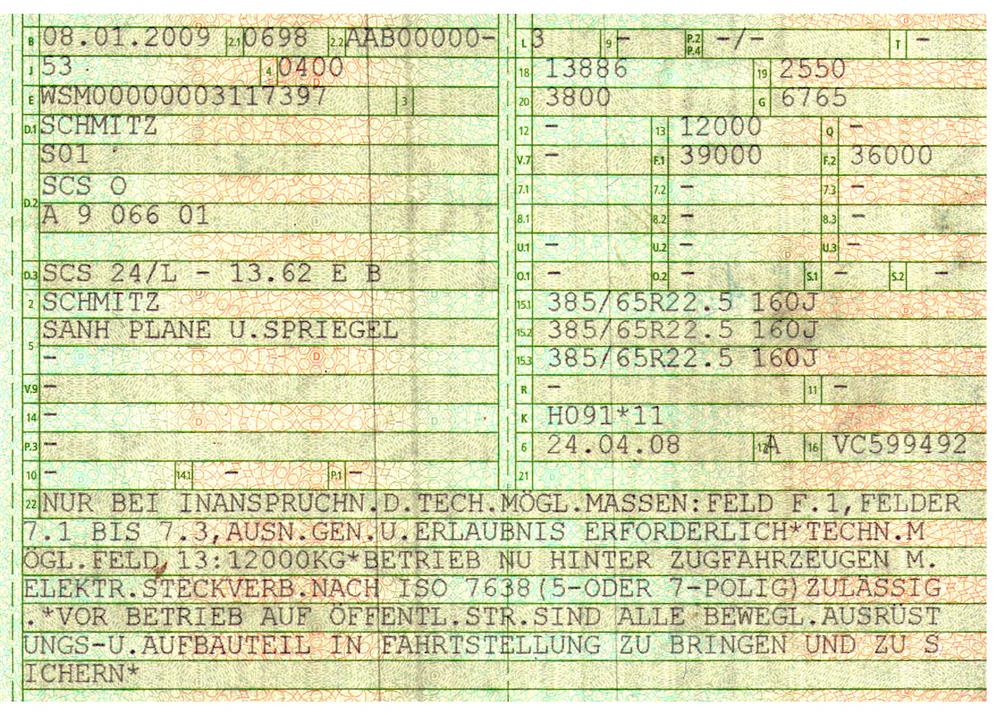 B 08.01.2009 2.1 0698 2.2 AAB00000- L 3 9 - P.2 P.4 -/- T -
J 53 4 0400 18 13886 19 2550
E WSM00000003117397 3 20 3800 G 6765
D.1 SCHMITZ 12 - 13 12000 Q -
S01 V.7 - F.1 39000 F.2 36000
D.2 SCS O 7.1 7.2 - 7.3 -
A 9 066 01 8.1 8.2 - 8.3 -
U.1 - U.2 - U.3 -
D.3 SCS 24/L - 13.62 E B O.1 - O.2 - S.1 - S.2 -
2 SCHMITZ 15.1 385/65R22.5 160J
5 SANH PLANE U.SPRIEGEL 15.2 385/65R22.5 160J
- 15.3 385/65R22.5 160J
V.9 - R - 11 -
14 - K H091*11
P.3 - 6 24.04.08 17 A 16 VC599492
10 - 14.1 - P.1 - 21
22 NUR BEI INANSPRUCHN.D.TECH.MÖGL.MASSEN:FELD F.1,FELDER
7.1 BIS 7.3,AUSN.GEN.U.ERLAUBNIS ERFORDERLICH*TECHN.M
ÖGL.FELD 13:12000KG*BETRIEB NU HINTER ZUGFAHRZEUGEN M.
ELEKTR.STECKVERB.NACH ISO 7638(5-ODER 7-POLIG)ZULÄSSIG
.*VOR BETRIEB AUF ÖFFENTL.STR.SIND ALLE BEWEGL.AUSRÜST
UNGS-U.AUFBAUTEIL IN FAHRTSTELLUNG ZU BRINGEN UND ZU S
ICHERN*